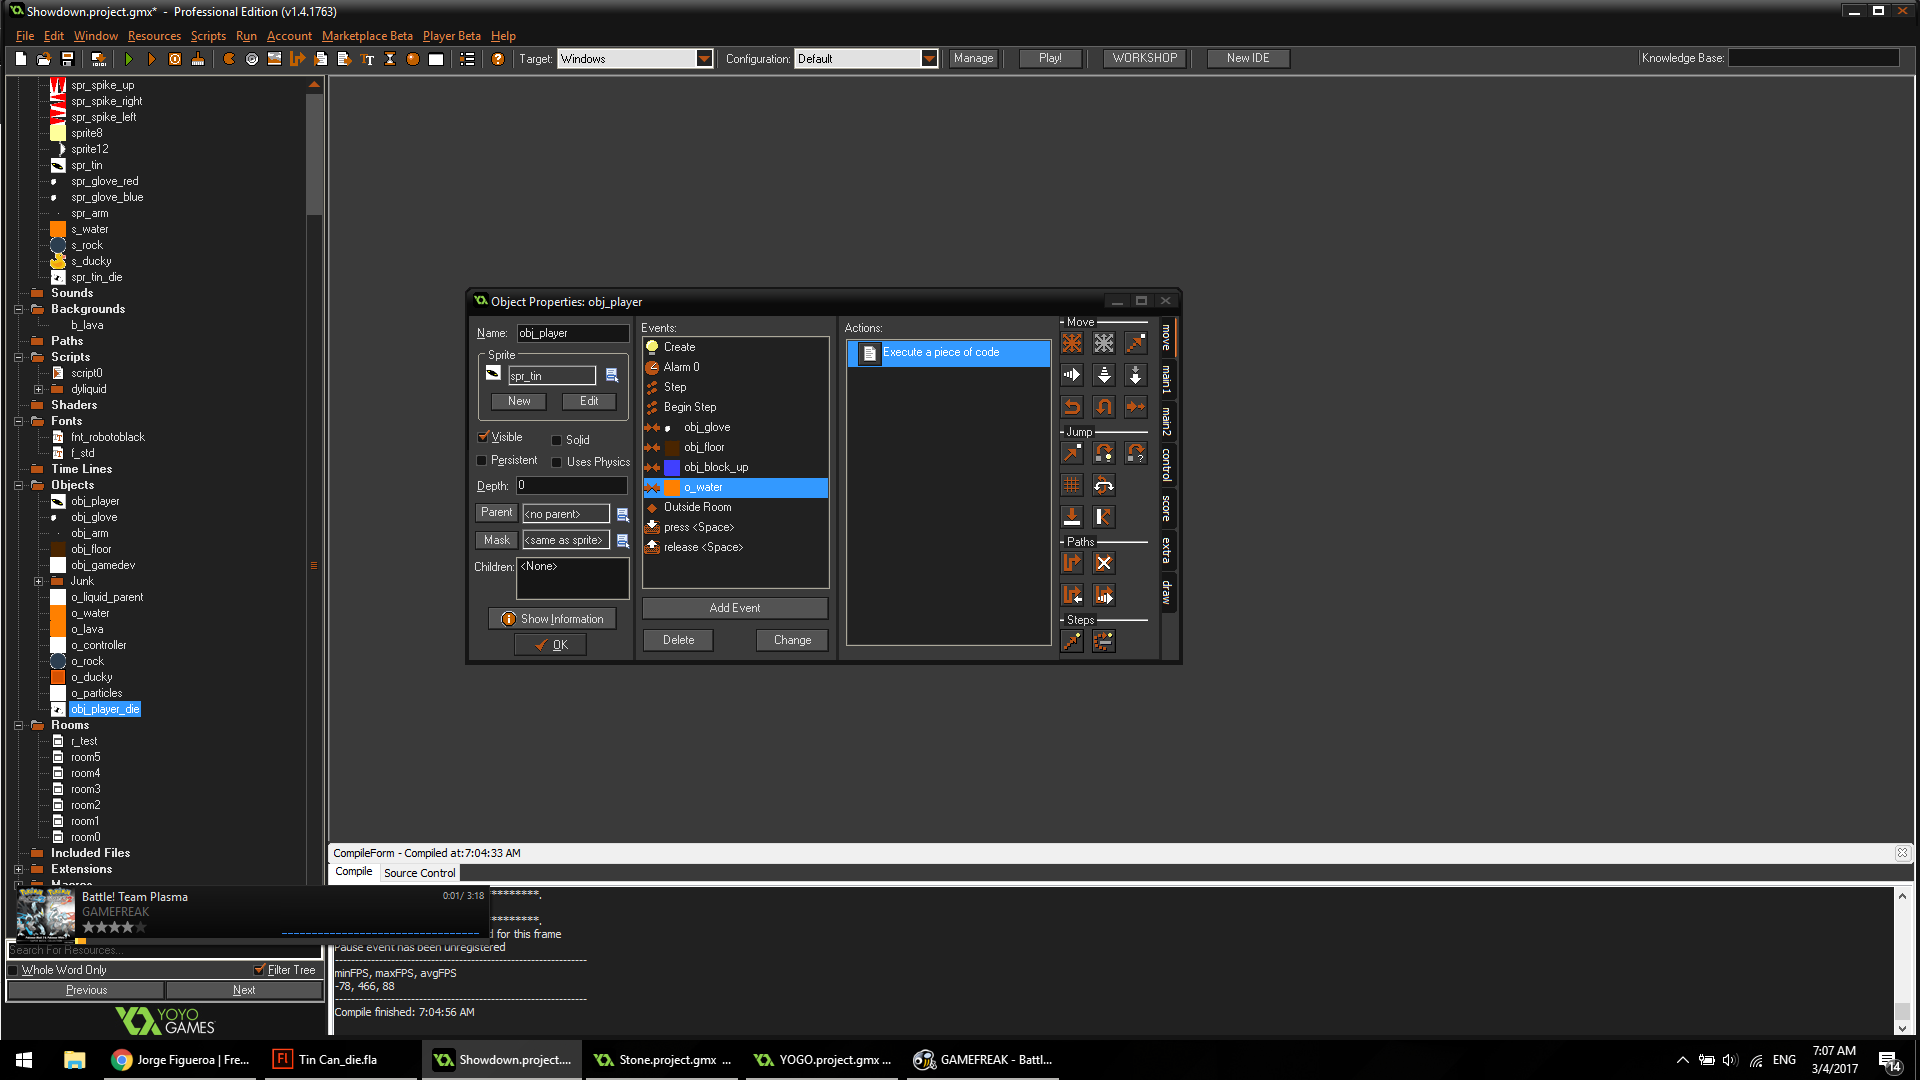 Showdown.project.gmx* - Professional Edition (v1.4.1763)
File Edit Window Resources Scripts Run Account Marketplace Beta Player Beta Help
Target: Windows Configuration: Default Manage Play! WORKSHOP New IDE Knowledge Base:
spr_spike_up
spr_spike_right
spr_spike_left
sprite8
sprite12
spr_tin
spr_glove_red
spr_glove_blue
spr_arm
s_water
s_rock
s_ducky
spr_tin_die
Sounds
Backgrounds
b_lava
Paths
Scripts
script0
dyliquid
Shaders
Fonts
fnt_robotoblack
f_std
Time Lines
Objects
obj_player
obj_glove
obj_arm
obj_floor
obj_gamedev
Junk
o_liquid_parent
o_water
o_lava
o_controller
o_rock
o_ducky
o_particles
obj_player_die
Rooms
r_test
room5
room4
room3
room2
room1
room0
Included Files
Extensions
Macros
Battle! Team Plasma 0:01/ 3:18
GAMEFREAK
Search For Resources...
Whole Word Only Filter Tree
Previous Next
YOYO
GAMES
Object Properties: obj_player
Name: obj_player
Sprite
spr_tin
New Edit
Visible Solid
Persistent Uses Physics
Depth: 0
Parent <no parent>
Mask <same as sprite>
Children: <None>
Show Information
OK
Events:
Create
Alarm 0
Step
Begin Step
obj_glove
obj_floor
obj_block_up
o_water
Outside Room
press <Space>
release <Space>
Add Event
Delete Change
Actions:
Execute a piece of code
Move
Jump
Paths
Steps
move
main1
main2
control
score
extra
draw
CompileForm - Compiled at:7:04:33 AM
Compile Source Control
********.
********.
d for this frame
Pause event has been unregistered
minFPS, maxFPS, avgFPS
-78, 466, 88
Compile finished: 7:04:56 AM
Jorge Figueroa | Fre...
Fl Tin Can_die.fla
Showdown.project....
Stone.project.gmx ...
YOGO.project.gmx ...
GAMEFREAK - Battl...
ENG
7:07 AM
3/4/2017
14